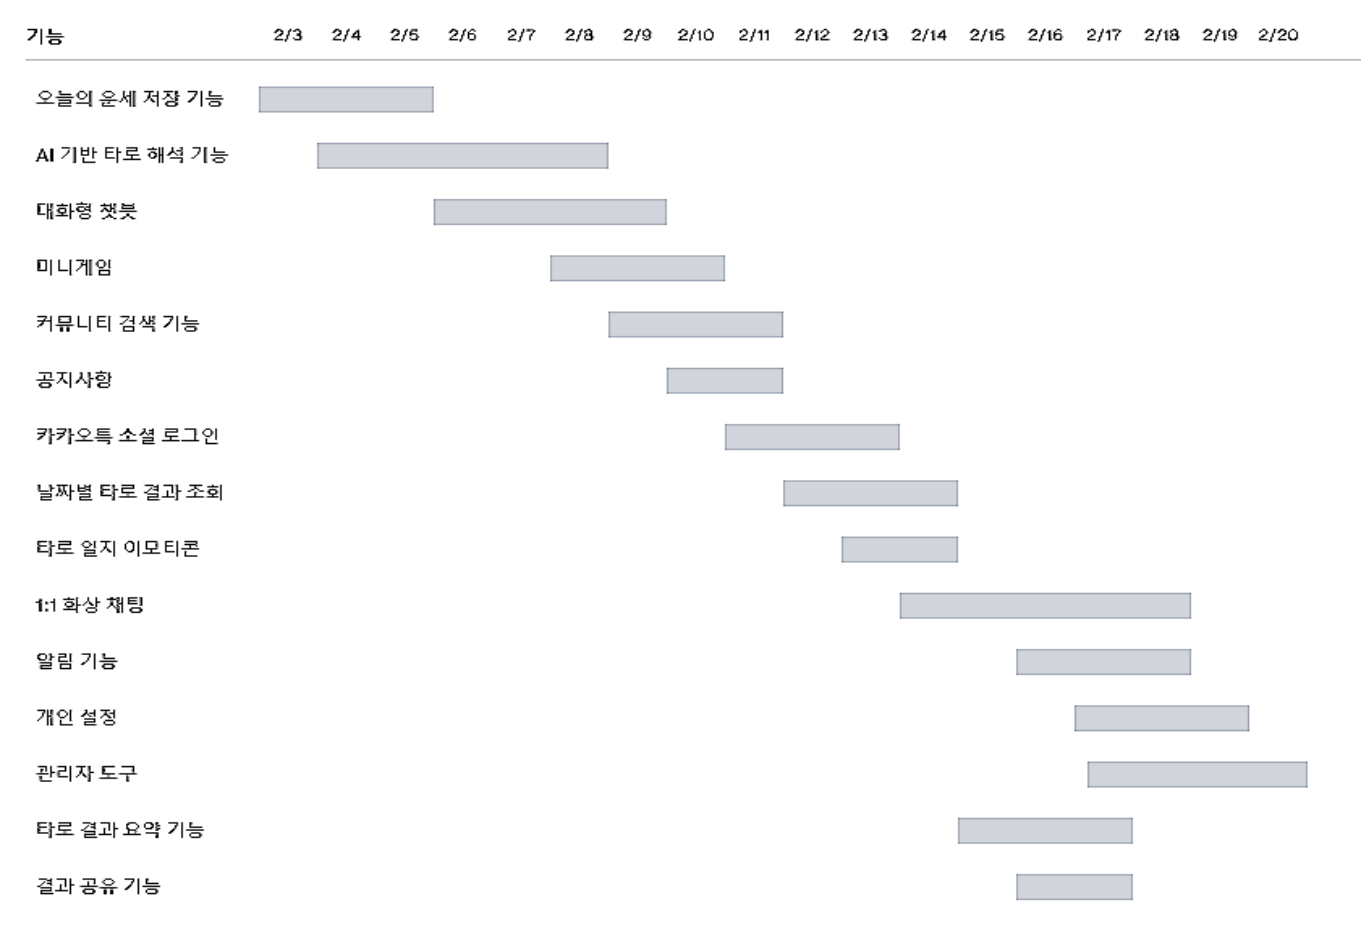 기능 2/3 2/4 2/5 2/6 2/7 2/8 2/9 2/10 2/11 2/12 2/13 2/14 2/15 2/16 2/17 2/18 2/19 2/20
오늘의 운세 저장 기능
AI 기반 타로 해석 기능
대화형 챗봇
미니게임
커뮤니티 검색 기능
공지사항
카카오톡 소셜 로그인
날짜별 타로 결과 조회
타로 일지 이모티콘
1:1 화상 채팅
알림 기능
개인 설정
관리자 도구
타로 결과 요약 기능
결과 공유 기능